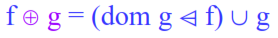 f ⊕ g = (dom g ⩤ f) ∪ g